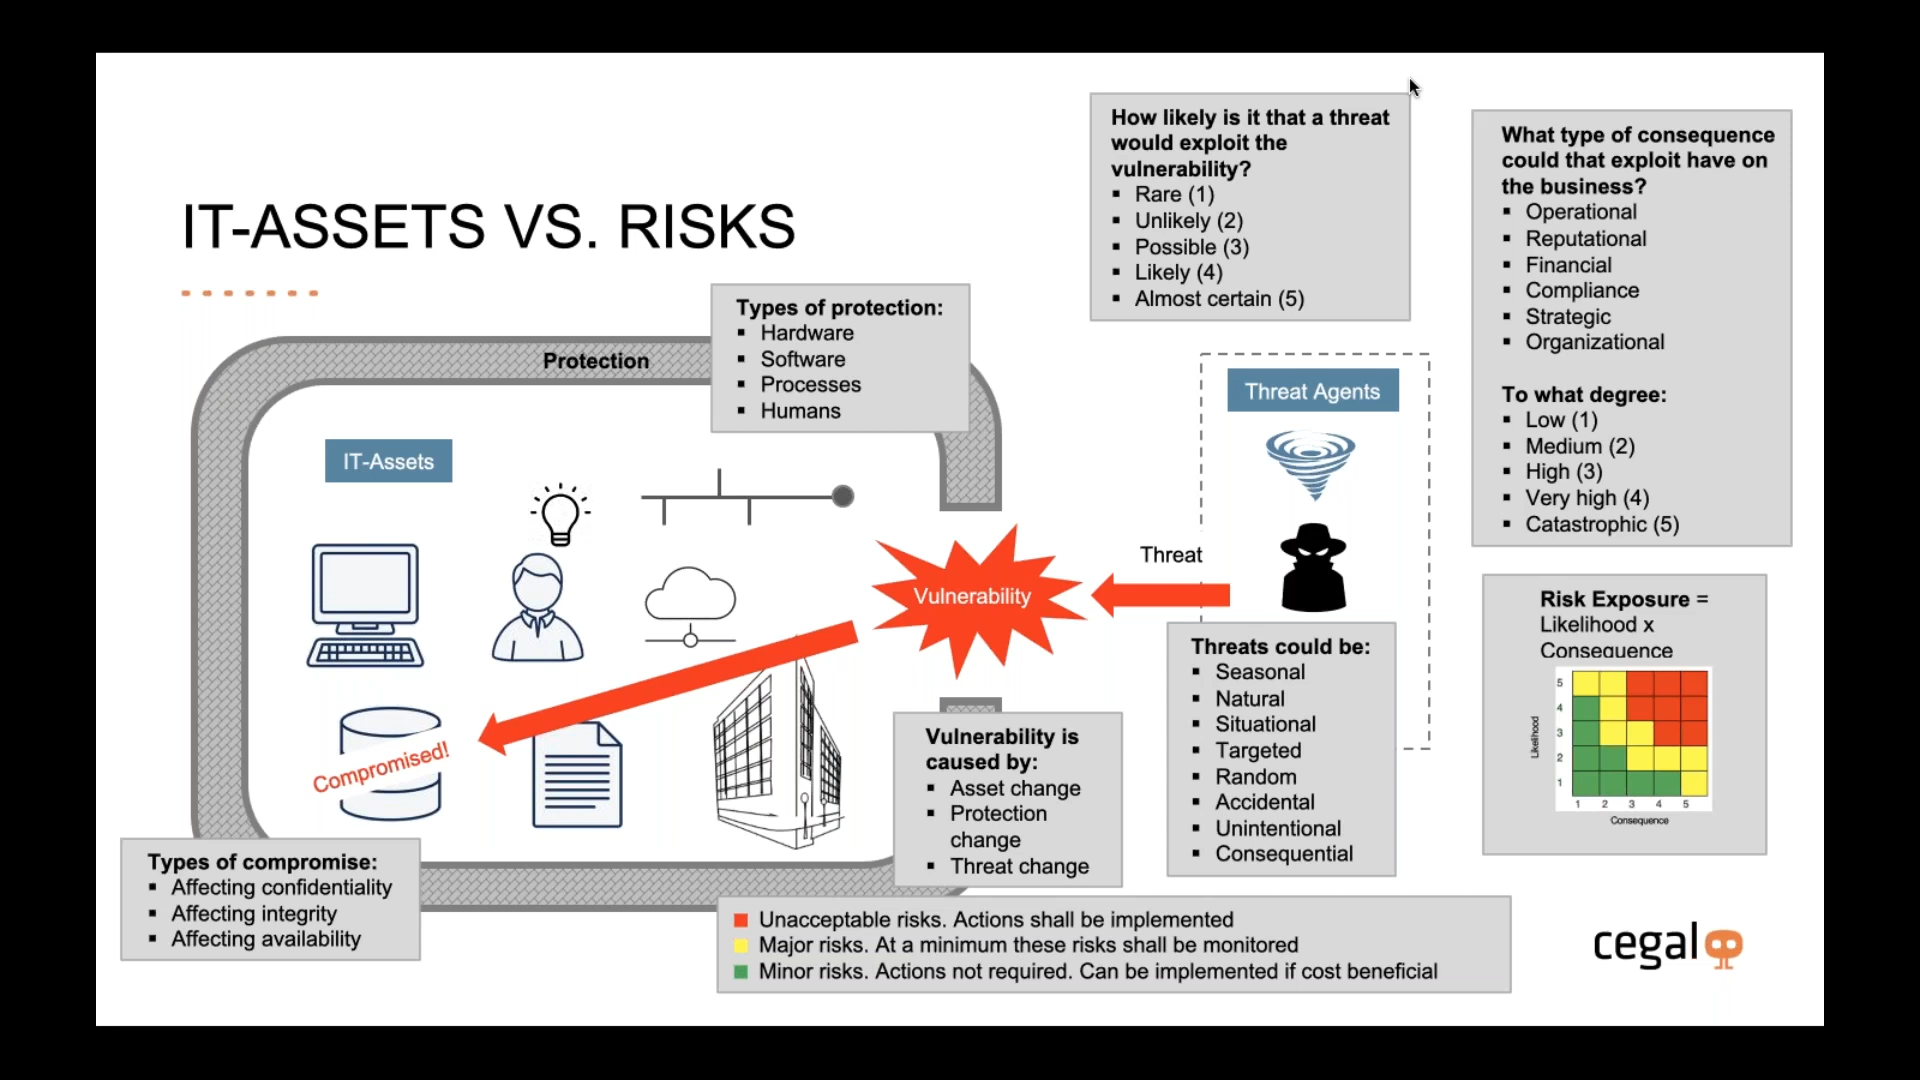 IT-ASSETS VS. RISKS
How likely is it that a threat
would exploit the
vulnerability?
▪ Rare (1)
▪ Unlikely (2)
▪ Possible (3)
▪ Likely (4)
▪ Almost certain (5)
What type of consequence
could that exploit have on
the business?
▪ Operational
▪ Reputational
▪ Financial
▪ Compliance
▪ Strategic
▪ Organizational
To what degree:
▪ Low (1)
▪ Medium (2)
▪ High (3)
▪ Very high (4)
▪ Catastrophic (5)
Protection
Types of protection:
▪ Hardware
▪ Software
▪ Processes
▪ Humans
IT-Assets
Threat Agents
Threat
Vulnerability
Compromised!
Threats could be:
▪ Seasonal
▪ Natural
▪ Situational
▪ Targeted
▪ Random
▪ Accidental
▪ Unintentional
▪ Consequential
Vulnerability is
caused by:
▪ Asset change
▪ Protection
change
▪ Threat change
Risk Exposure =
Likelihood x
Consequence
Likelihood
5
4
3
2
1
1 2 3 4 5
Consequence
Types of compromise:
▪ Affecting confidentiality
▪ Affecting integrity
▪ Affecting availability
Unacceptable risks. Actions shall be implemented
Major risks. At a minimum these risks shall be monitored
Minor risks. Actions not required. Can be implemented if cost beneficial
cegal